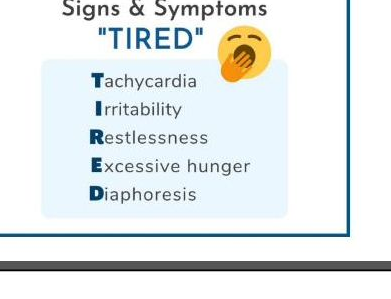 Signs & Symptoms
"TIRED"
Tachycardia
Irritability
Restlessness
Excessive hunger
Diaphoresis